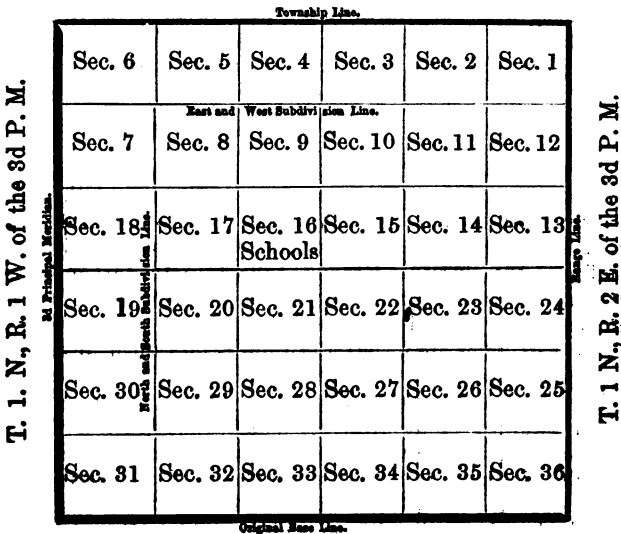 Township Line.
Sec. 6 Sec. 5 Sec. 4 Sec. 3 Sec. 2 Sec. 1
East and West Subdivision Line.
Sec. 7 Sec. 8 Sec. 9 Sec. 10 Sec. 11 Sec. 12
Sec. 18 Sec. 17 Sec. 16 Sec. 15 Sec. 14 Sec. 13
Schools
Sec. 19 Sec. 20 Sec. 21 Sec. 22 Sec. 23 Sec. 24
Sec. 30 Sec. 29 Sec. 28 Sec. 27 Sec. 26 Sec. 25
Sec. 31 Sec. 32 Sec. 33 Sec. 34 Sec. 35 Sec. 36
Original Base Line.
T. 1. N., R. 1 W. of the 3d P. M.
3d Principal Meridian.
North and North Subdivision Line.
Range Line.
T. 1 N., R. 2 E. of the 3d P. M.